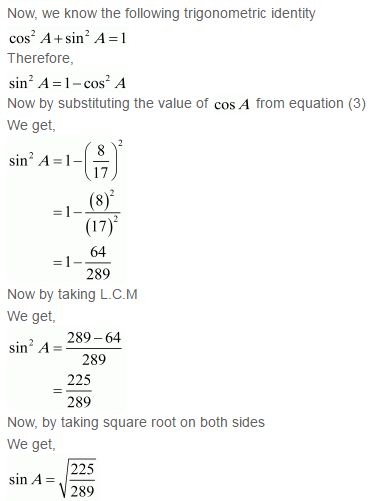 Now, we know the following trigonometric identity
cos² A + sin² A = 1
Therefore,
sin² A = 1 − cos² A
Now by substituting the value of cos A from equation (3)
We get,
sin² A = 1 − (8/17)²
= 1 − (8)²/(17)²
= 1 − 64/289
Now by taking L.C.M
We get,
sin² A = (289 − 64)/289
= 225/289
Now, by taking square root on both sides
We get,
sin A = √(225/289)